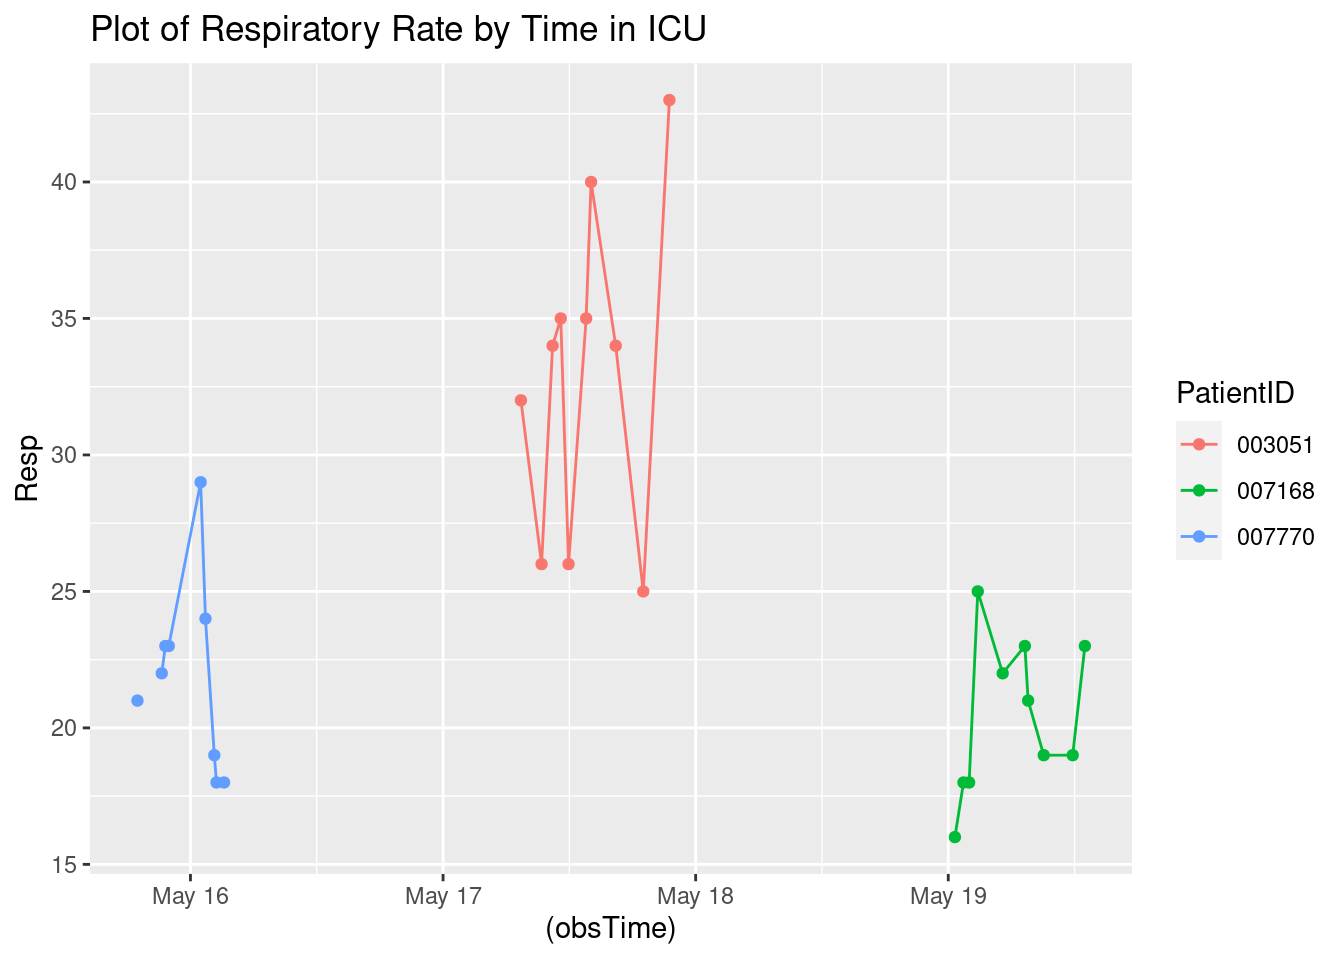 Plot of Respiratory Rate by Time in ICU
Resp
40
35
30
25
20
15
May 16
May 17
May 18
May 19
(obsTime)
PatientID
003051
007168
007770